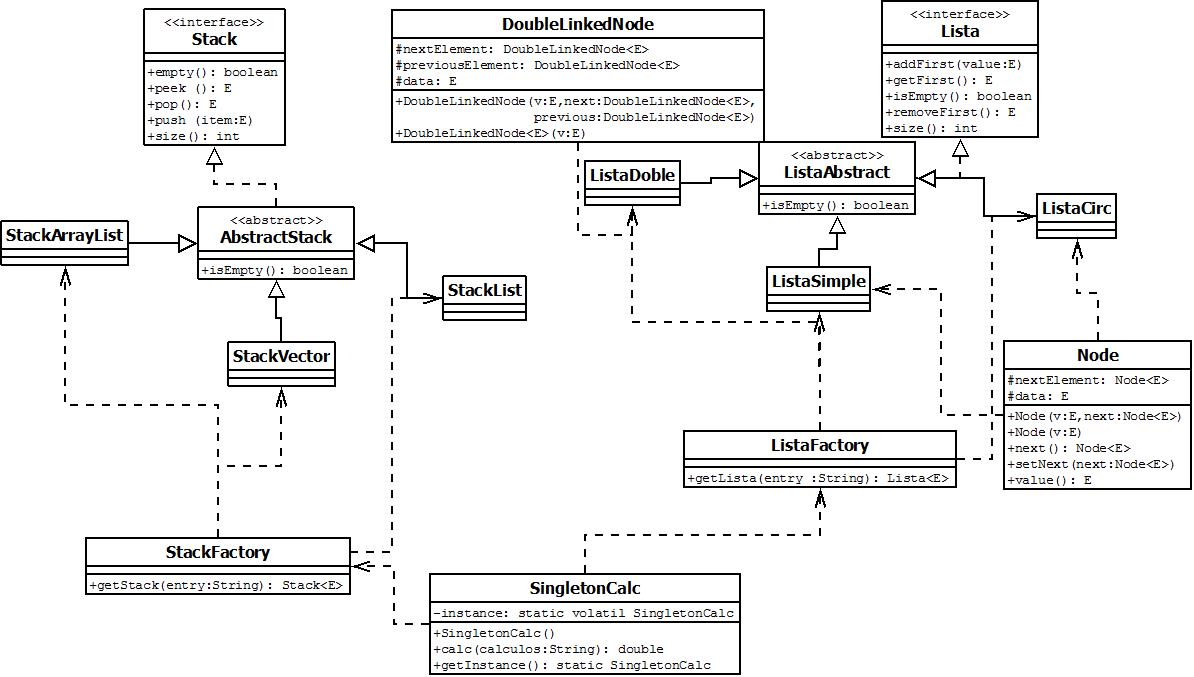 <<interface>>
Stack
+empty(): boolean
+peek (): E
+pop(): E
+push (item:E)
+size(): int
DoubleLinkedNode
#nextElement: DoubleLinkedNode<E>
#previousElement: DoubleLinkedNode<E>
#data: E
+DoubleLinkedNode(v:E,next:DoubleLinkedNode<E>,
previous:DoubleLinkedNode<E>)
+DoubleLinkedNode<E>(v:E)
<<interface>>
Lista
+addFirst(value:E)
+getFirst(): E
+isEmpty(): boolean
+removeFirst(): E
+size(): int
ListaDoble
<<abstract>>
ListaAbstract
+isEmpty(): boolean
ListaCirc
StackArrayList
<<abstract>>
AbstractStack
+isEmpty(): boolean
StackList
ListaSimple
StackVector
Node
#nextElement: Node<E>
#data: E
+Node(v:E,next:Node<E>)
+Node(v:E)
+next(): Node<E>
+setNext(next:Node<E>)
+value(): E
ListaFactory
+getLista(entry :String): Lista<E>
StackFactory
+getStack(entry:String): Stack<E>
SingletonCalc
-instance: static volatil SingletonCalc
+SingletonCalc()
+calc(calculos:String): double
+getInstance(): static SingletonCalc